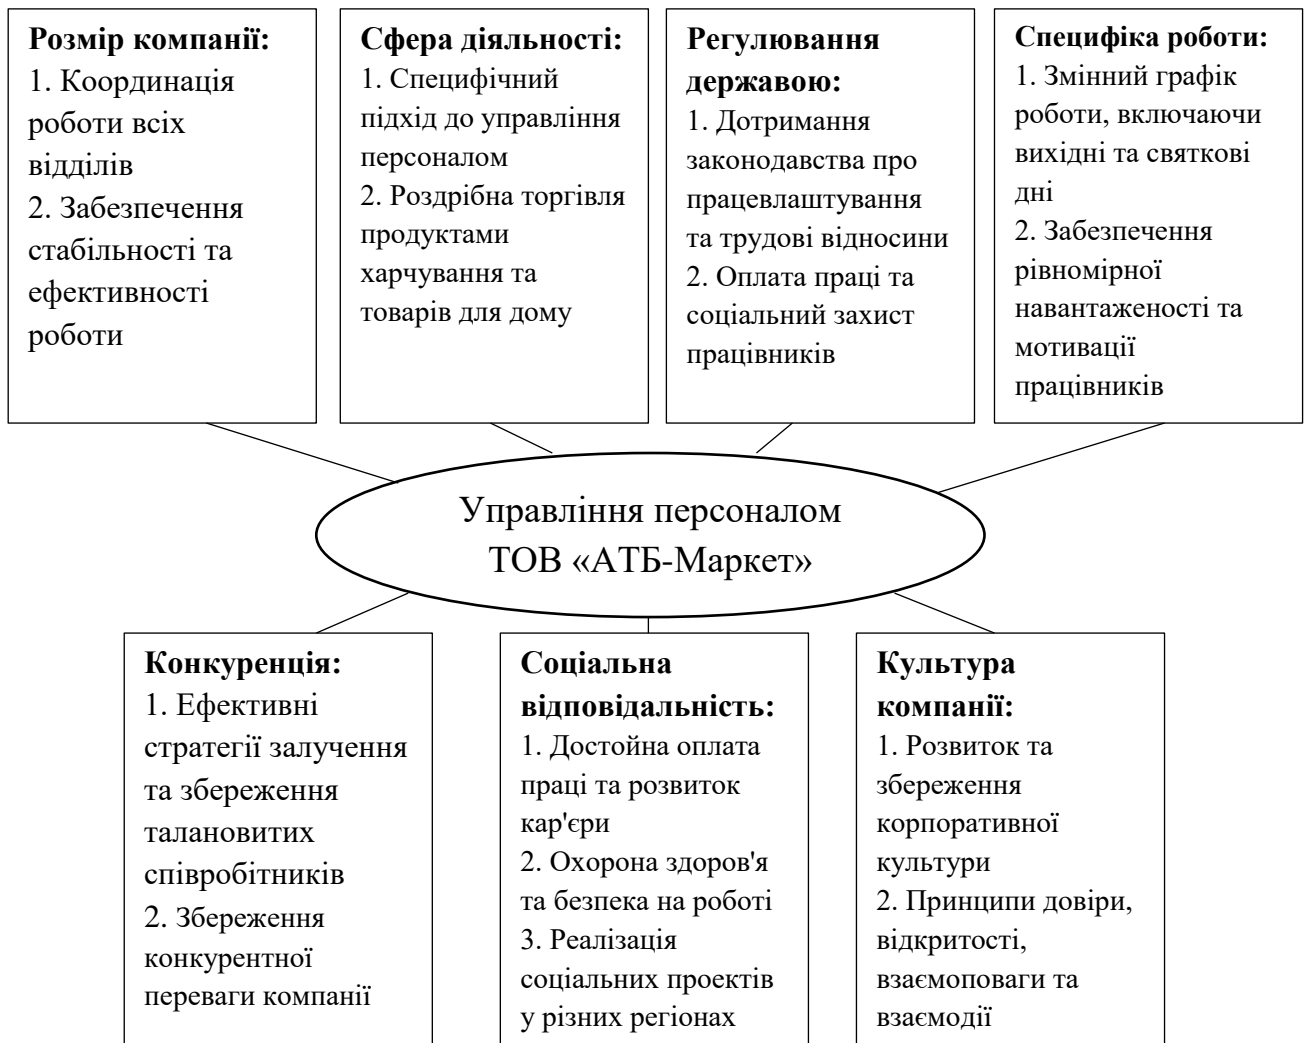 Розмір компанії:
1. Координація
роботи всіх
відділів
2. Забезпечення
стабільності та
ефективності
роботи
Сфера діяльності:
1. Специфічний
підхід до управління
персоналом
2. Роздрібна торгівля
продуктами
харчування та
товарів для дому
Регулювання
державою:
1. Дотримання
законодавства про
працевлаштування
та трудові відносини
2. Оплата праці та
соціальний захист
працівників
Специфіка роботи:
1. Змінний графік
роботи, включаючи
вихідні та святкові
дні
2. Забезпечення
рівномірної
навантаженості та
мотивації
працівників
Управління персоналом
ТОВ «АТБ-Маркет»
Конкуренція:
1. Ефективні
стратегії залучення
та збереження
талановитих
співробітників
2. Збереження
конкурентної
переваги компанії
Соціальна
відповідальність:
1. Достойна оплата
праці та розвиток
кар'єри
2. Охорона здоров'я
та безпека на роботі
3. Реалізація
соціальних проектів
у різних регіонах
Культура
компанії:
1. Розвиток та
збереження
корпоративної
культури
2. Принципи довіри,
відкритості,
взаємоповаги та
взаємодії